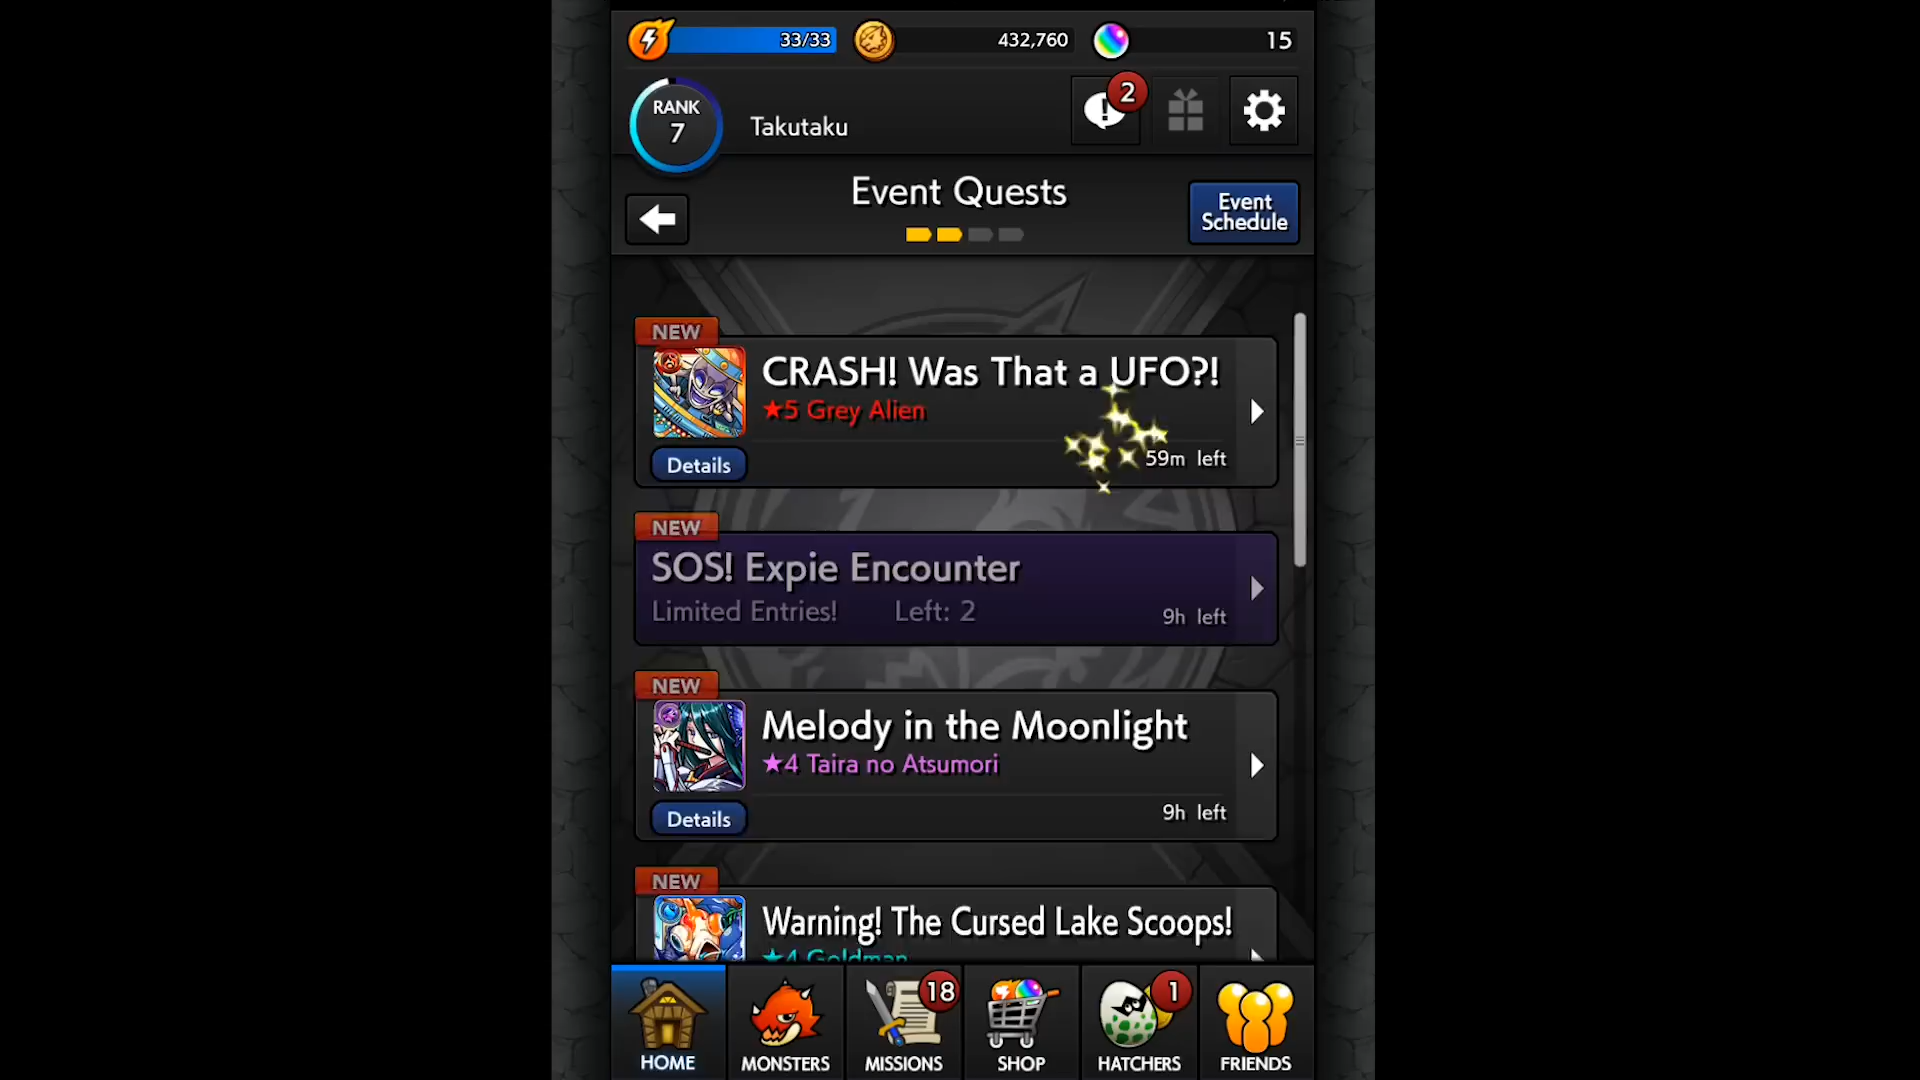 33/33
432,760
15
RANK
7
Takutaku
2
Event Quests
Event
Schedule
NEW
CRASH! Was That a UFO?!
★5 Grey Alien
59m left
Details
NEW
SOS! Expie Encounter
Limited Entries! Left: 2
9h left
NEW
Melody in the Moonlight
★4 Taira no Atsumori
9h left
Details
NEW
Warning! The Cursed Lake Scoops!
★4 Goldman
18
1
HOME
MONSTERS
MISSIONS
SHOP
HATCHERS
FRIENDS